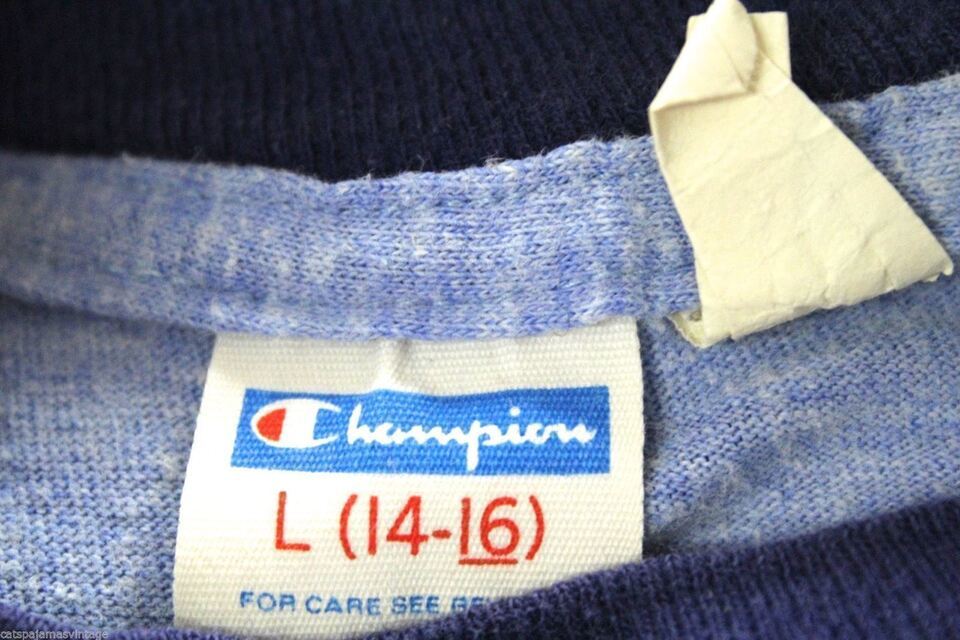 Champion
L (14-16)
FOR CARE SEE
catspajamasvintage